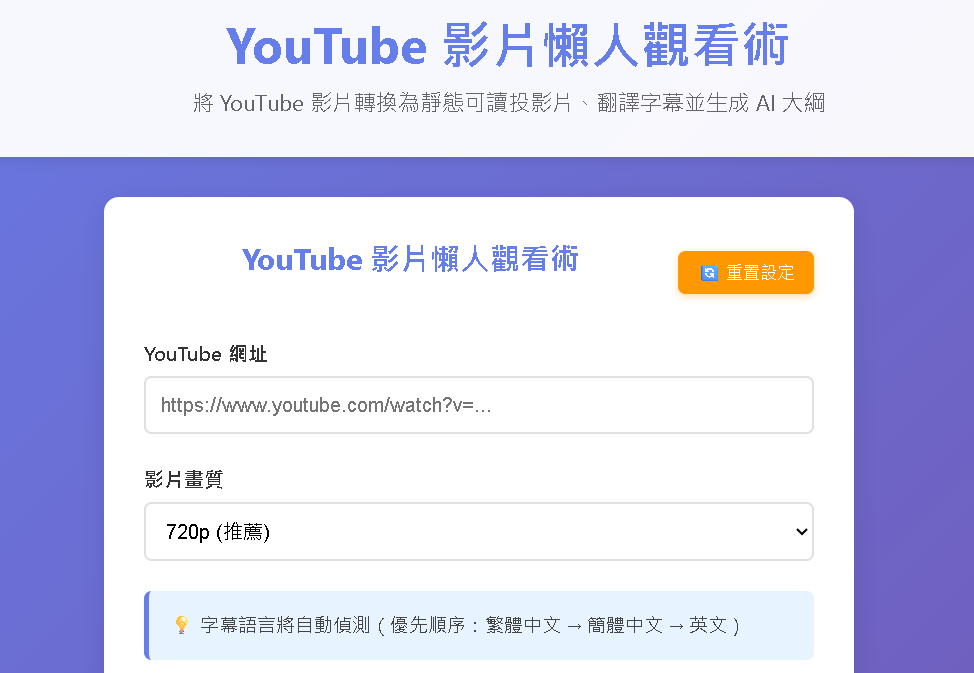 YouTube 影片懶人觀看術
將 YouTube 影片轉換為靜態可讀投影片、翻譯字幕並生成 AI 大綱
YouTube 影片懶人觀看術
重置設定
YouTube 網址
https://www.youtube.com/watch?v=...
影片畫質
720p (推薦)
字幕語言將自動偵測（優先順序：繁體中文 → 簡體中文 → 英文）